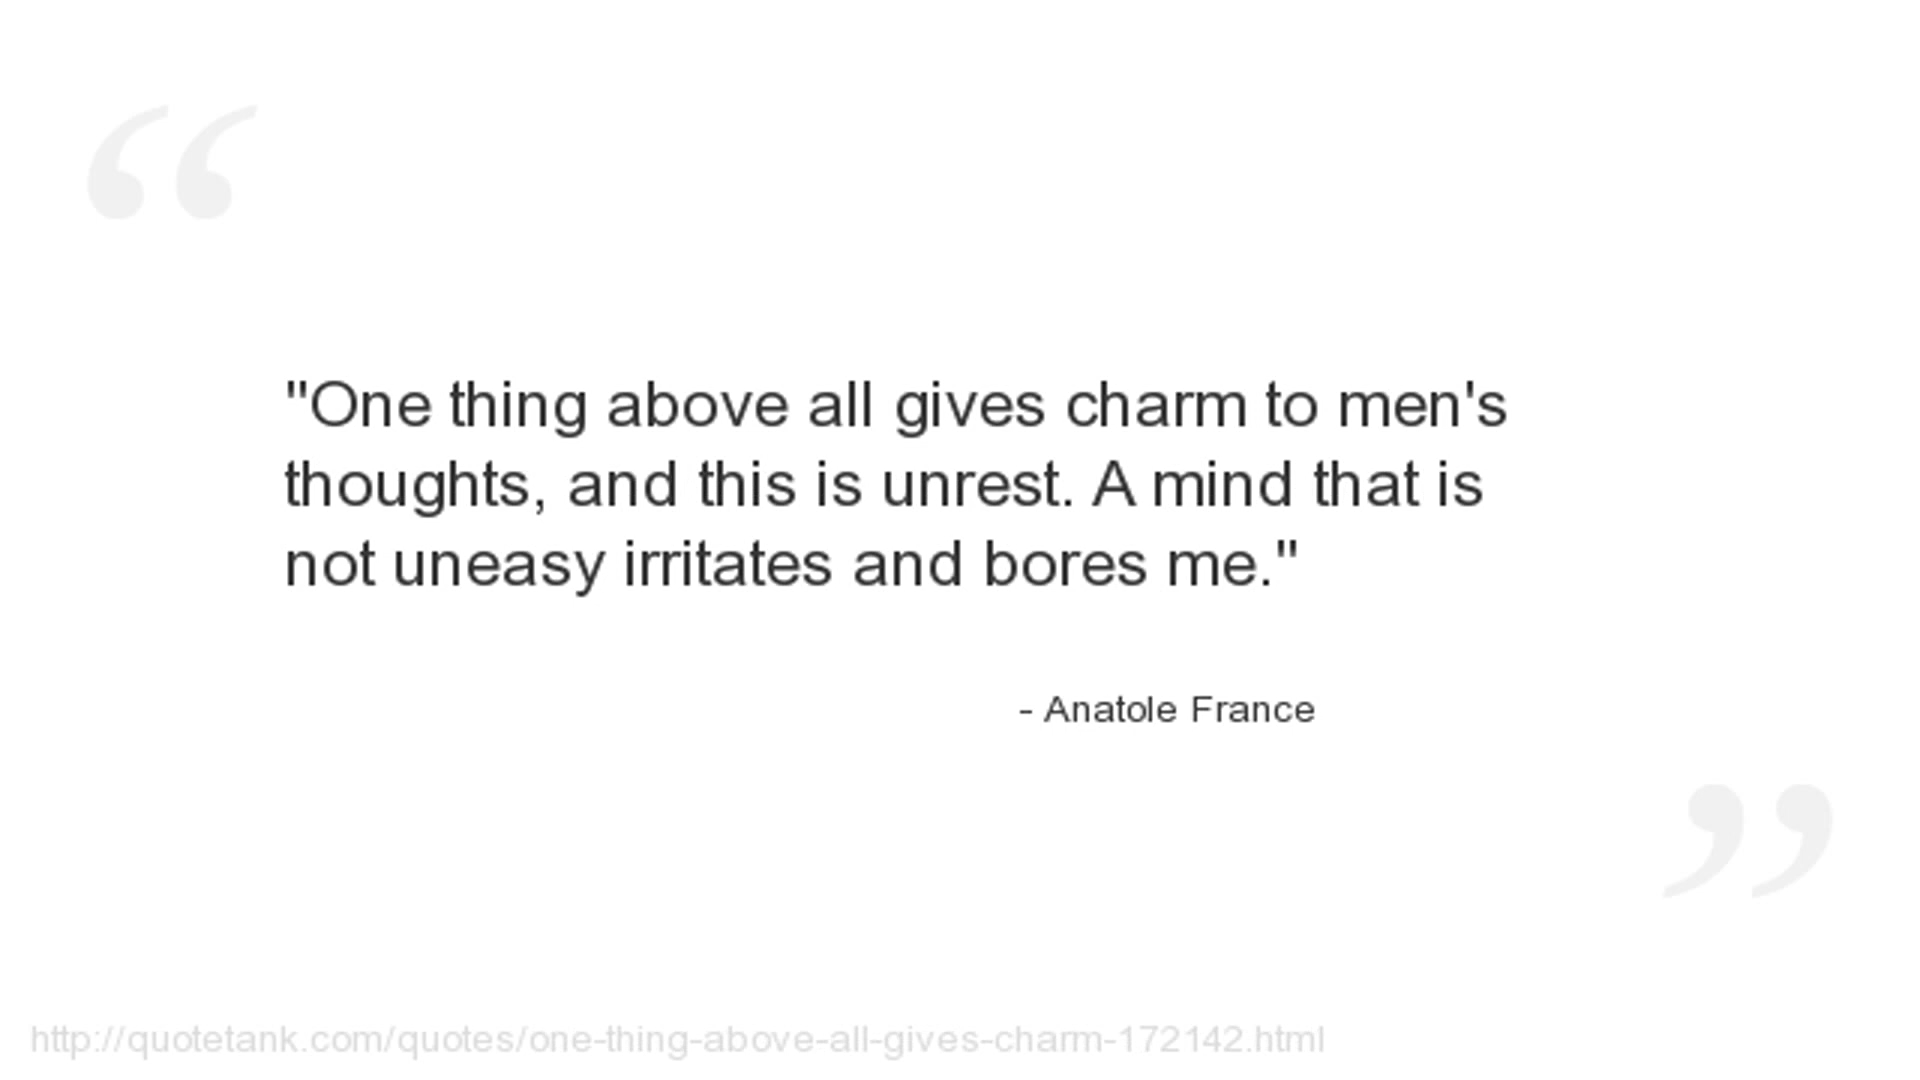 "One thing above all gives charm to men's
thoughts, and this is unrest. A mind that is
not uneasy irritates and bores me."
- Anatole France
http://quotetank.com/quotes/one-thing-above-all-gives-charm-172142.html